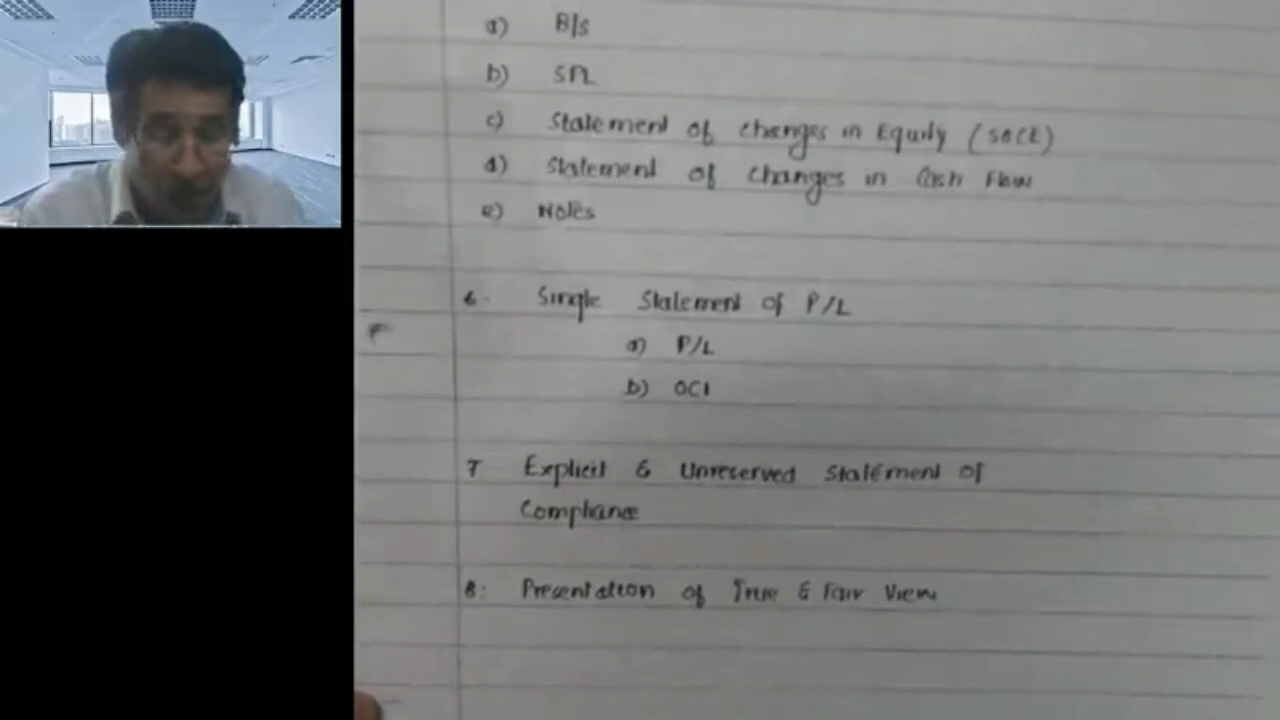 a) B/s
b) SPL
c) Statement of changes in Equity (SOCE)
d) Statement of changes in Cash Flow
e) Notes
6. Single Statement of P/L
a) P/L
b) OCI
7 Explicit & Unreserved Statement of
Compliance
8: Presentation of True & Fair View